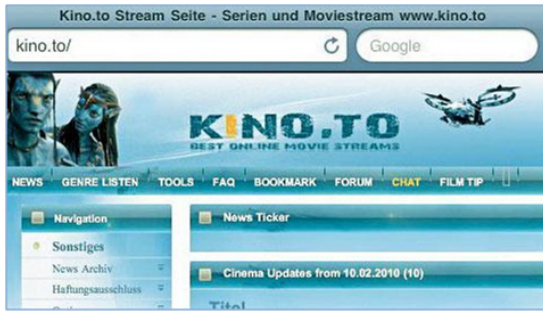 Kino.to Stream Seite - Serien und Moviestream www.kino.to
kino.to/ Google
KINO.TO
BEST ONLINE MOVIE STREAMS
NEWS GENRE LISTEN TOOLS FAQ BOOKMARK FORUM CHAT FILM TIP
Navigation
Sonstiges
News Archiv
Haftungsausschluss
News Ticker
Cinema Updates from 10.02.2010 (10)
Titel